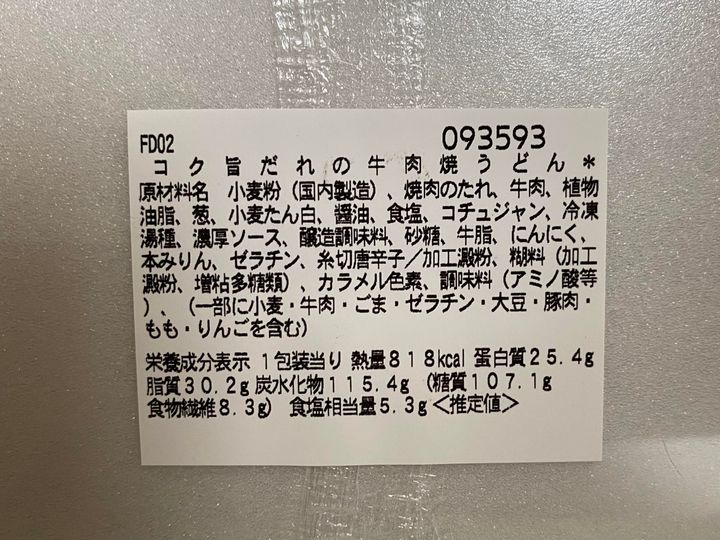 FD02 093593
コク旨だれの牛肉焼うどん*
原材料名 小麦粉(国内製造)、焼肉のたれ、牛肉、植物
油脂、葱、小麦たん白、醤油、食塩、コチュジャン、冷凍
湯種、濃厚ソース、醸造調味料、砂糖、牛脂、にんにく、
本みりん、ゼラチン、糸切唐辛子/加工澱粉、糊料(加工
澱粉、増粘多糖類)、カラメル色素、調味料(アミノ酸等
)、(一部に小麦・牛肉・ごま・ゼラチン・大豆・豚肉・
もも・りんごを含む)
栄養成分表示 1包装当り 熱量818kcal 蛋白質25.4g
脂質30.2g 炭水化物115.4g (糖質107.1g
食物繊維8.3g) 食塩相当量5.3g<推定値>